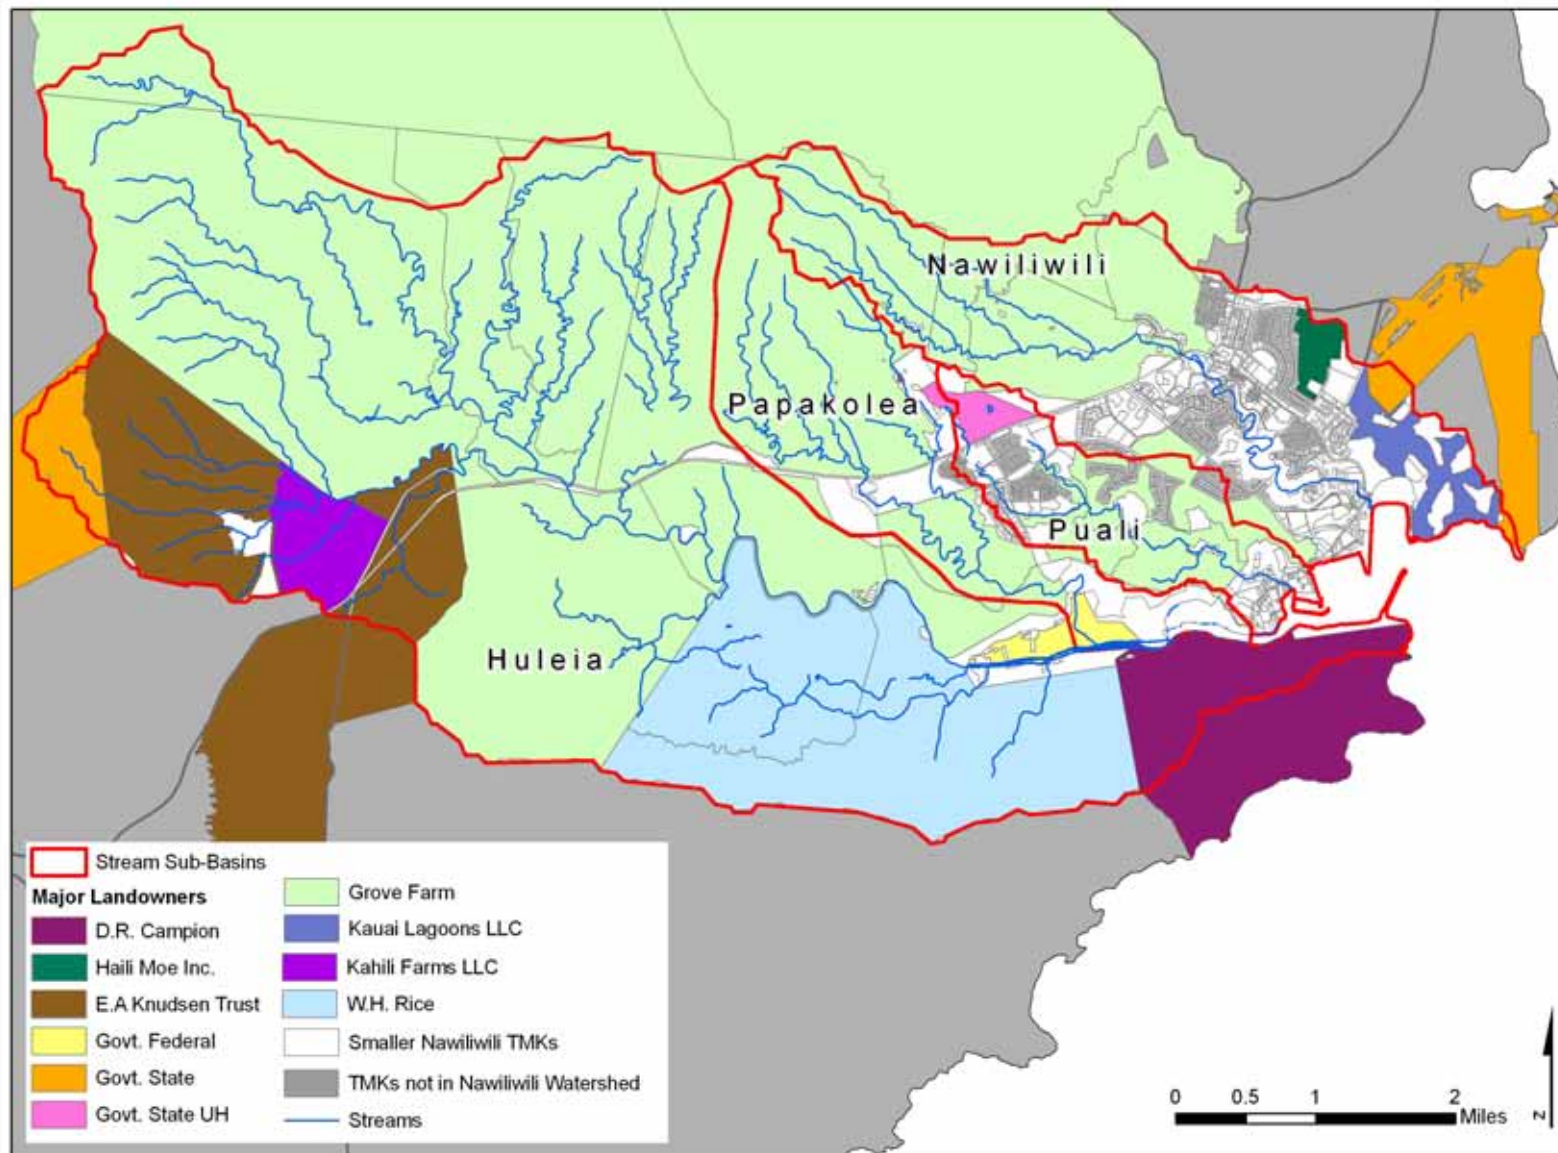 Nawiliwili
Papakolea
Puali
Huleia
Stream Sub-Basins
Major Landowners
D.R. Campion
Haili Moe Inc.
E.A Knudsen Trust
Govt. Federal
Govt. State
Govt. State UH
Grove Farm
Kauai Lagoons LLC
Kahili Farms LLC
W.H. Rice
Smaller Nawiliwili TMKs
TMKs not in Nawiliwili Watershed
Streams
0 0.5 1 2
Miles
N